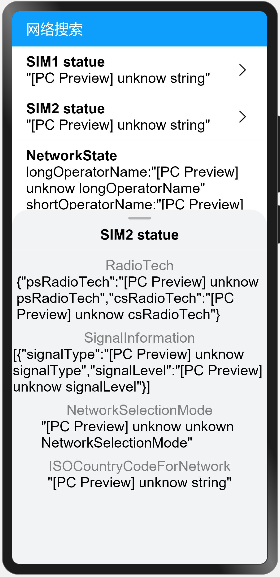 网络搜索
SIM1 statue
"[PC Preview] unknow string"
SIM2 statue
"[PC Preview] unknow string"
NetworkState
longOperatorName:"[PC Preview]
unknow longOperatorName"
shortOperatorName:"[PC Preview]
SIM2 statue
RadioTech
{"psRadioTech":"[PC Preview] unknow
psRadioTech","csRadioTech":"[PC
Preview] unknow csRadioTech"}
SignalInformation
[{"signalType":"[PC Preview] unknow
signalType","signalLevel":"[PC Preview]
unknow signalLevel"}]
NetworkSelectionMode
"[PC Preview] unknow unkown
NetworkSelectionMode"
ISOCountryCodeForNetwork
"[PC Preview] unknow string"